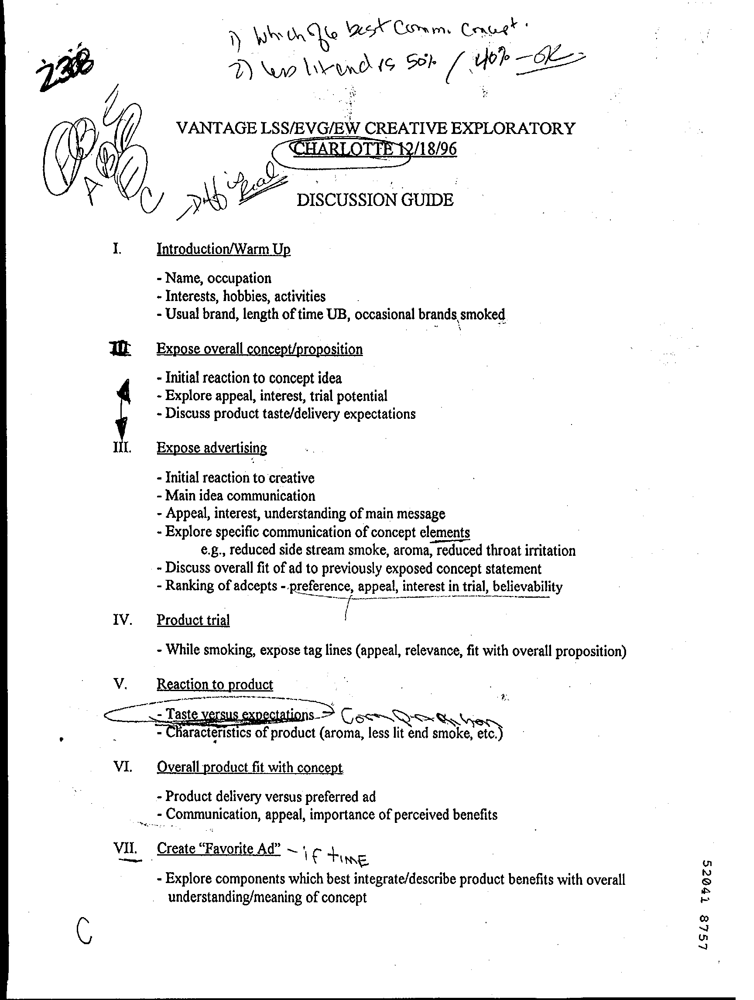 1) Which best Comm. Concept.
2) less lit end is 50% / 40% - OK
238
B
A B
C
VANTAGE LSS/EVG/EW CREATIVE EXPLORATORY
CHARLOTTE 12/18/96
Diff is Real
DISCUSSION GUIDE
I. Introduction/Warm Up
- Name, occupation
- Interests, hobbies, activities
- Usual brand, length of time UB, occasional brands smoked
III Expose overall concept/proposition
- Initial reaction to concept idea
- Explore appeal, interest, trial potential
- Discuss product taste/delivery expectations
III. Expose advertising
- Initial reaction to creative
- Main idea communication
- Appeal, interest, understanding of main message
- Explore specific communication of concept elements
e.g., reduced side stream smoke, aroma, reduced throat irritation
- Discuss overall fit of ad to previously exposed concept statement
- Ranking of adcepts - preference, appeal, interest in trial, believability
IV. Product trial
- While smoking, expose tag lines (appeal, relevance, fit with overall proposition)
V. Reaction to product
- Taste versus expectations → Comparison
- Characteristics of product (aroma, less lit end smoke, etc.)
VI. Overall product fit with concept
- Product delivery versus preferred ad
- Communication, appeal, importance of perceived benefits
VII. Create "Favorite Ad" - if time
- Explore components which best integrate/describe product benefits with overall
understanding/meaning of concept
C
52041 8757